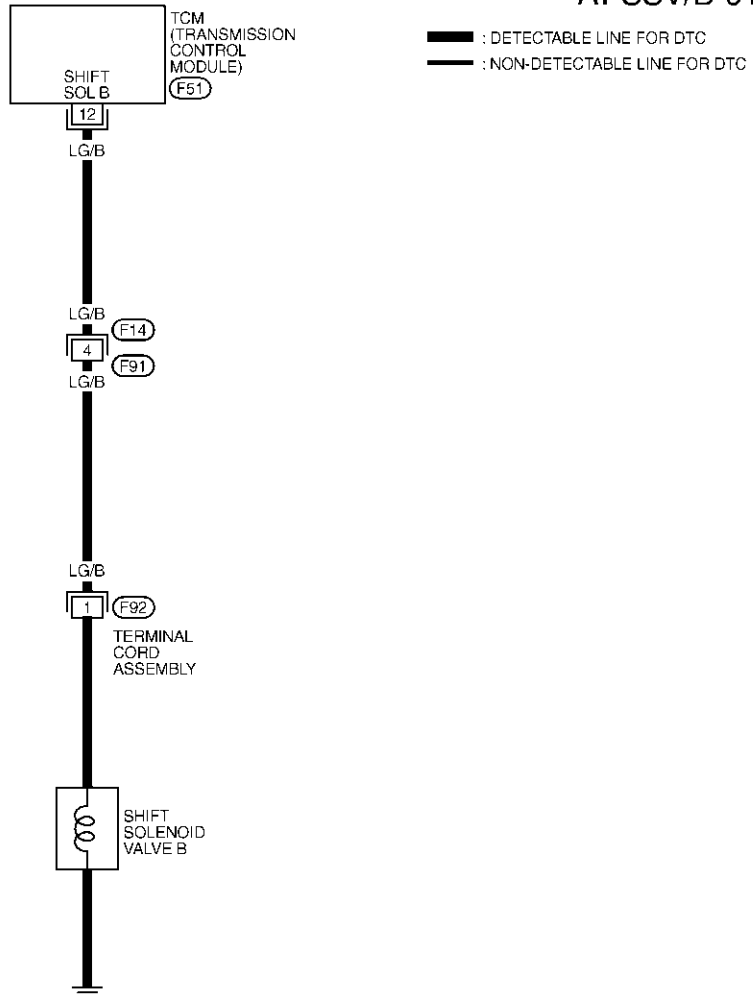 TCM
(TRANSMISSION
CONTROL
MODULE)
F51
SHIFT
SOL B
12
LG/B
: DETECTABLE LINE FOR DTC
: NON-DETECTABLE LINE FOR DTC
LG/B
F14
4
F91
LG/B
LG/B
1
F92
TERMINAL
CORD
ASSEMBLY
SHIFT
SOLENOID
VALVE B